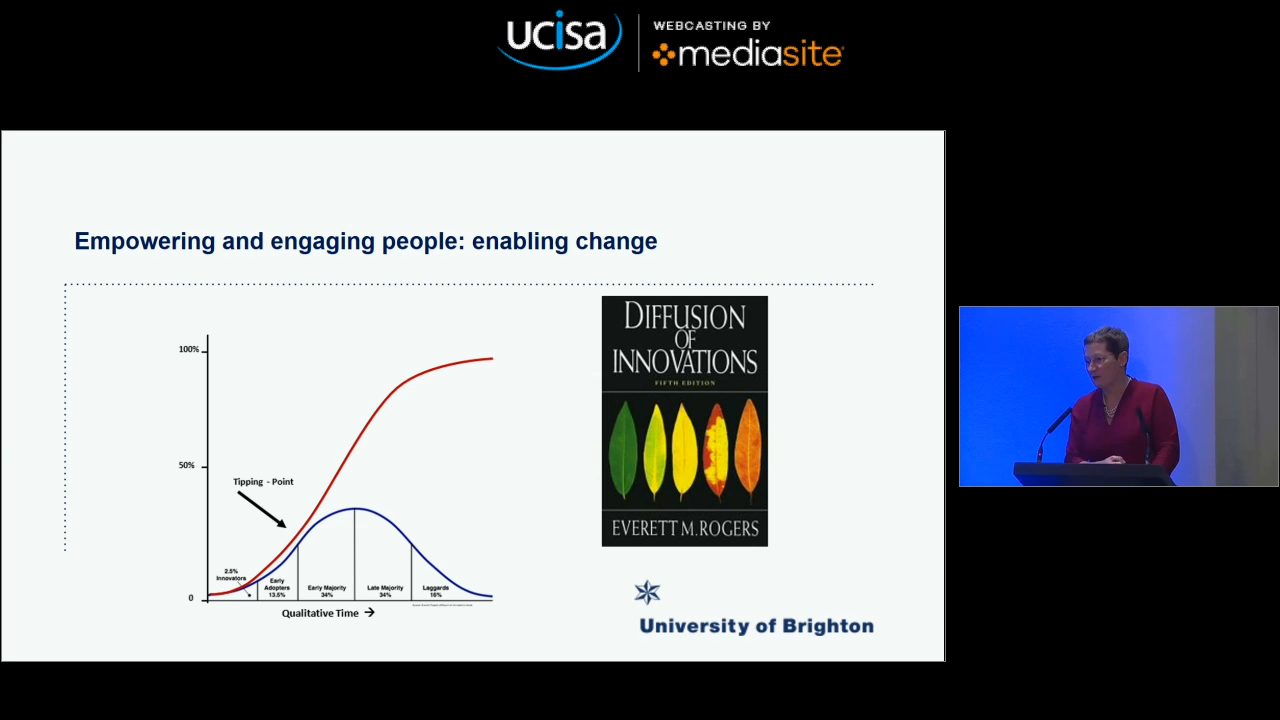 ucisa
WEBCASTING BY
mediasite
Empowering and engaging people: enabling change
DIFFUSION
OF
INNOVATIONS
FIFTH EDITION
EVERETT M. ROGERS
100%
50%
0
Tipping - Point
2.5%
Innovators
Early
Adopters
13.5%
Early Majority
34%
Late Majority
34%
Laggards
16%
Qualitative Time →
University of Brighton